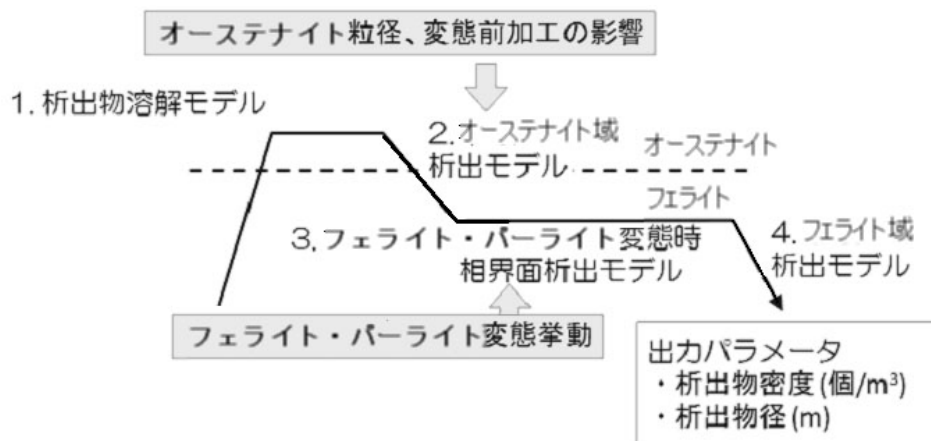 オーステナイト粒径、変態前加工の影響
1. 析出物溶解モデル
2. オーステナイト域
析出モデル
オーステナイト
フェライト
3. フェライト・パーライト変態時
相界面析出モデル
4. フェライト域
析出モデル
フェライト・パーライト変態挙動
出力パラメータ
・析出物密度(個/m³)
・析出物径(m)